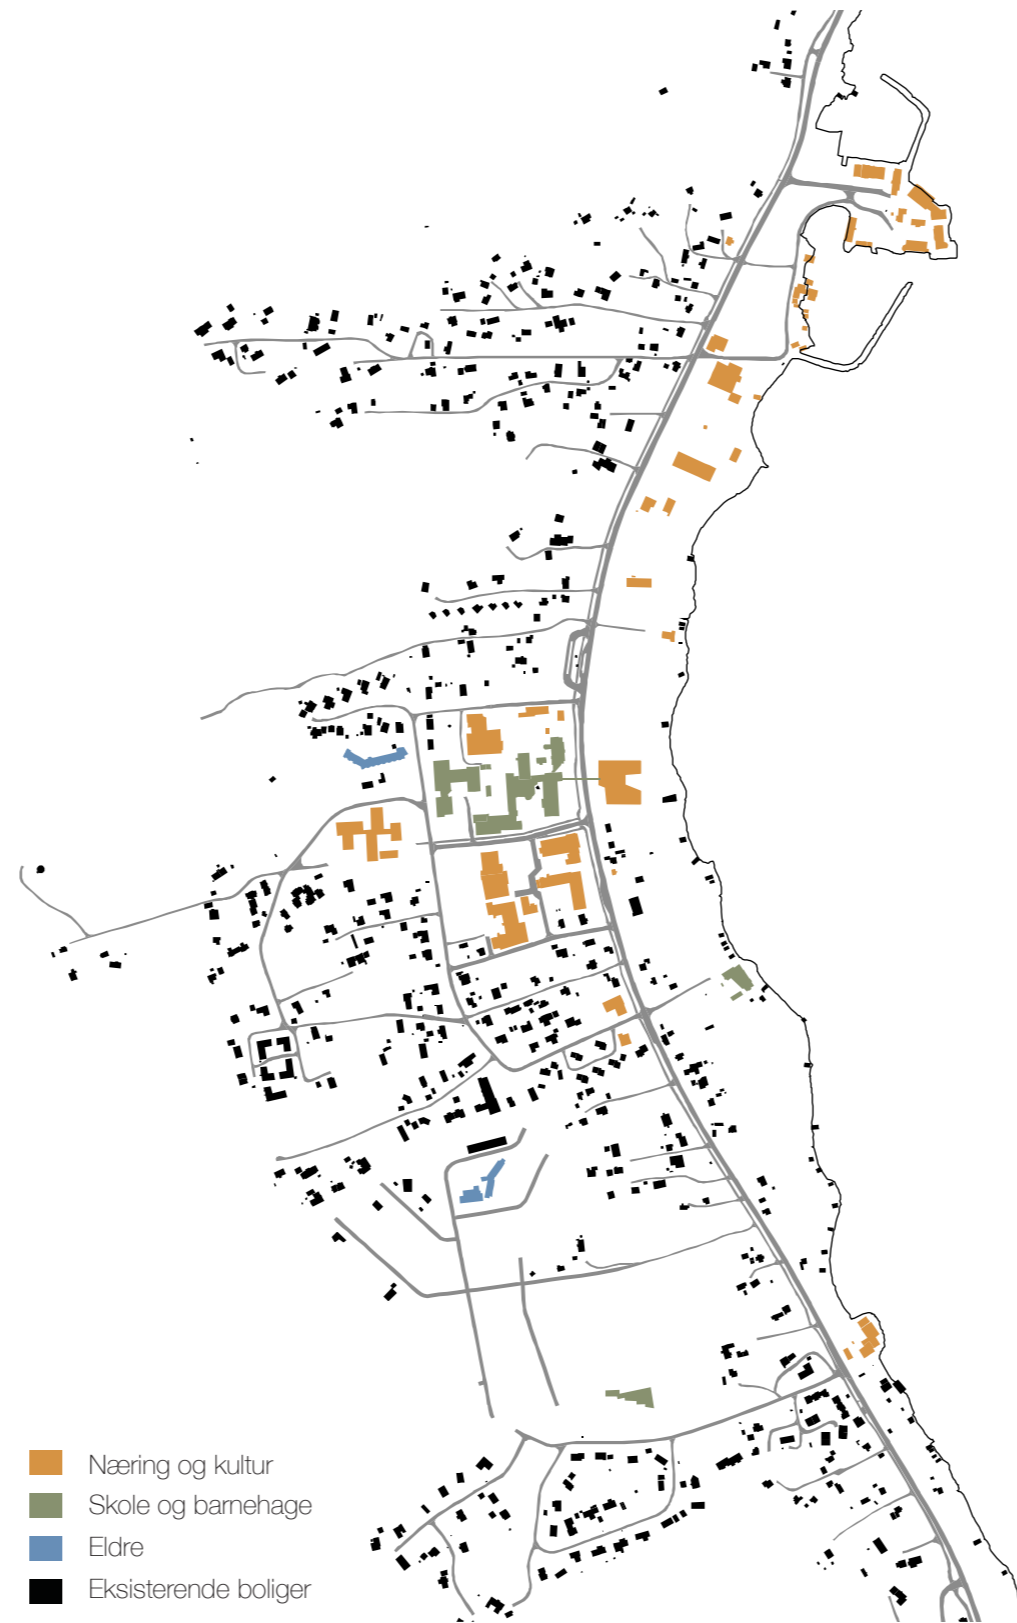 Næring og kultur
Skole og barnehage
Eldre
Eksisterende boliger